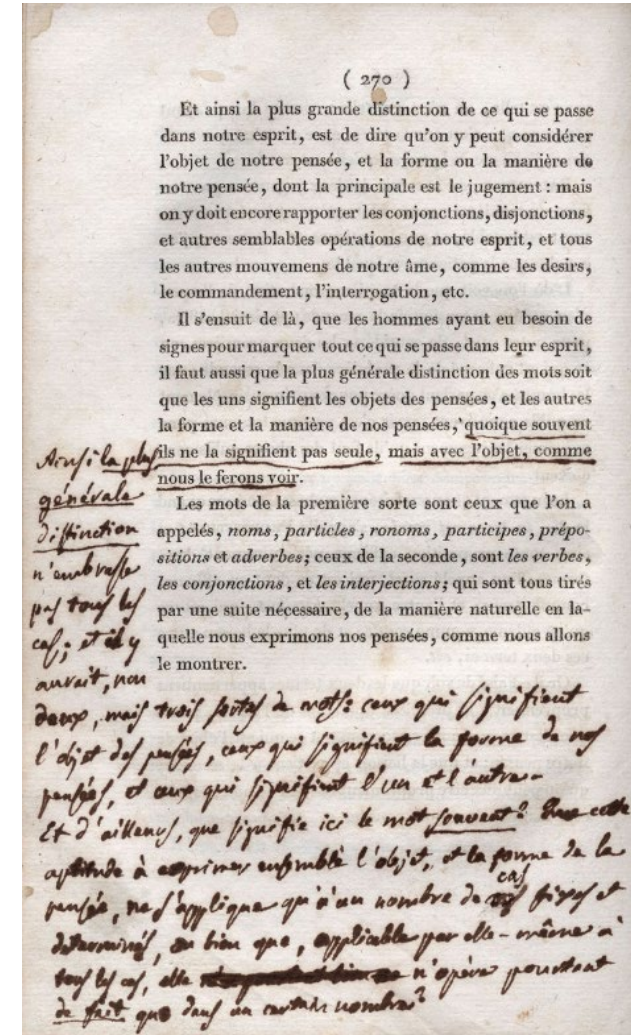 ( 270 )
Et ainsi la plus grande distinction de ce qui se passe
dans notre esprit, est de dire qu'on y peut considérer
l'objet de notre pensée, et la forme ou la manière de
notre pensée, dont la principale est le jugement : mais
on y doit encore rapporter les conjonctions, disjonctions,
et autres semblables opérations de notre esprit, et tous
les autres mouvemens de notre âme, comme les desirs,
le commandement, l'interrogation, etc.
Il s'ensuit de là, que les hommes ayant eu besoin de
signes pour marquer tout ce qui se passe dans leur esprit,
il faut aussi que la plus générale distinction des mots soit
que les uns signifient les objets des pensées, et les autres
la forme et la manière de nos pensées, quoique souvent
ils ne la signifient pas seule, mais avec l'objet, comme
nous le ferons voir.
Les mots de la première sorte sont ceux que l'on a
appelés, noms, particles, ronoms, participes, prépo-
sitions et adverbes; ceux de la seconde, sont les verbes,
les conjonctions, et les interjections; qui sont tous tirés
par une suite nécessaire, de la manière naturelle en la-
quelle nous exprimons nos pensées, comme nous allons
le montrer.
Ainsi la plus
générale
distinction
n'embrasse
pas tous les
cas; et il y
aurait, non
deux, mais trois sortes de mots: ceux qui signifient
l'objet des pensées, ceux qui signifient la forme de nos
pensées, et ceux qui signifient l'un et l'autre.
Et d'ailleurs, que signifie ici le mot souvent? cette
aptitude à exprimer ensemble l'objet, et la forme de la
pensée, ne s'applique qu'à un nombre de cas fixes et
déterminés, ou bien que, applicable par elle-même à
tous les cas, elle n'opère pourtant
de fait que dans un certain nombre?